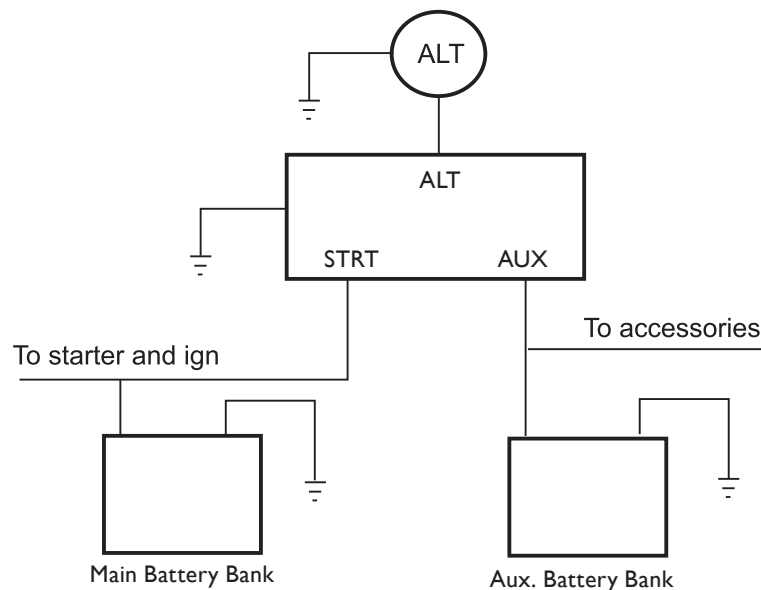 ALT
ALT
STRT
AUX
To accessories
To starter and ign
Main Battery Bank
Aux. Battery Bank